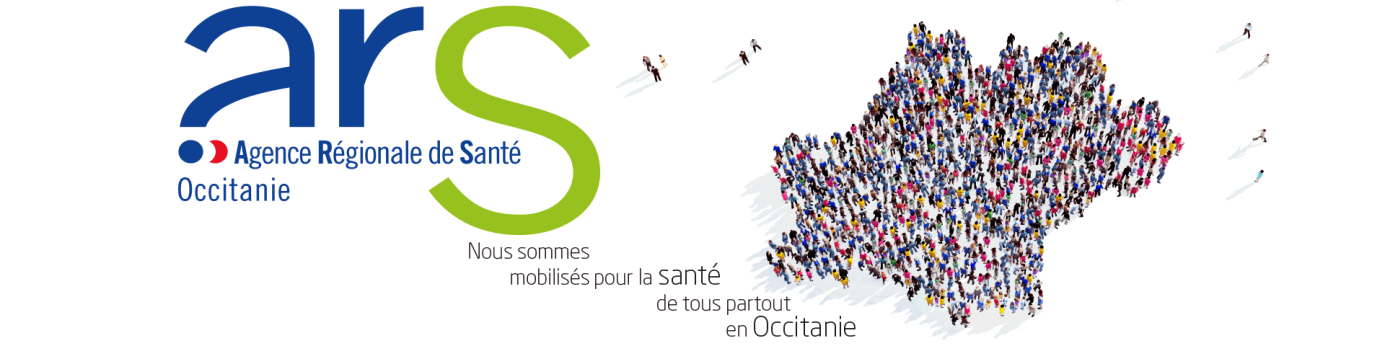 ars
Agence Régionale de Santé
Occitanie
Nous sommes
mobilisés pour la santé
de tous partout
en Occitanie